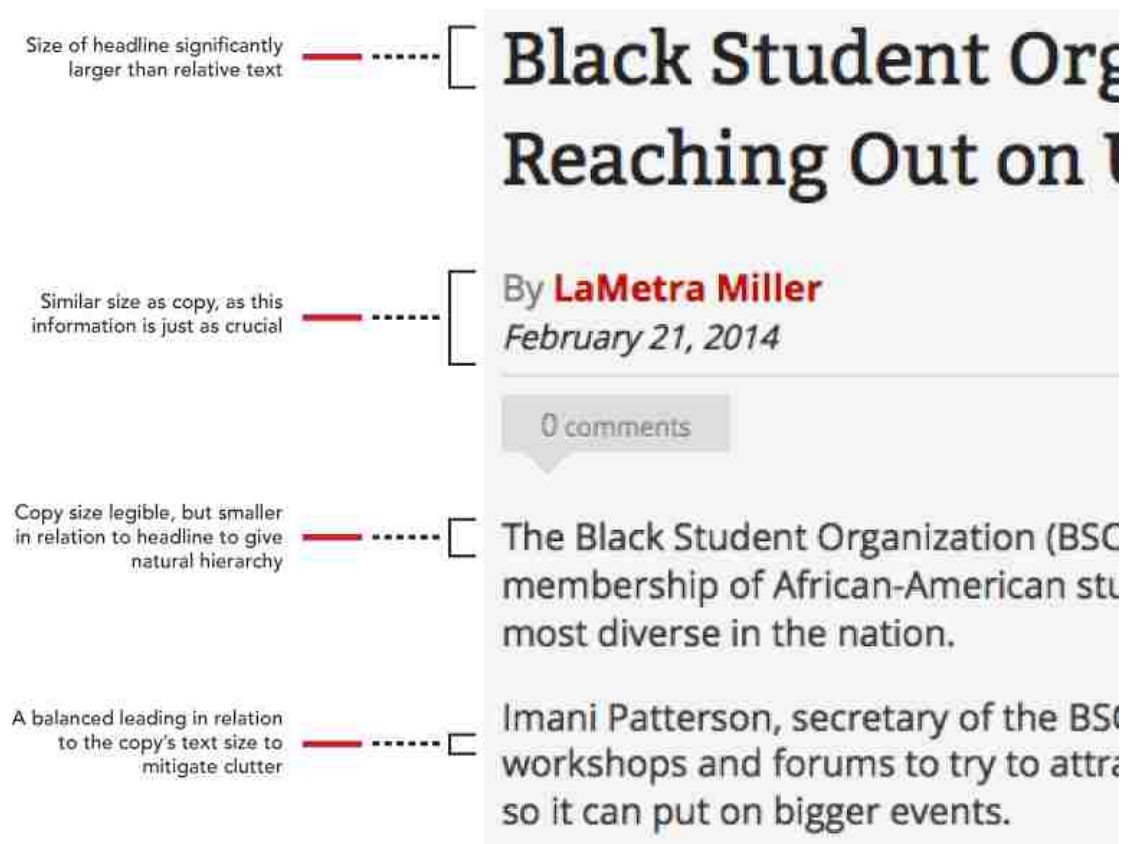 Size of headline significantly
larger than relative text
Black Student Org
Reaching Out on
Similar size as copy, as this
information is just as crucial
By LaMetra Miller
February 21, 2014
0 comments
Copy size legible, but smaller
in relation to headline to give
natural hierarchy
The Black Student Organization (BSO
membership of African-American stu
most diverse in the nation.
A balanced leading in relation
to the copy's text size to
mitigate clutter
Imani Patterson, secretary of the BSO
workshops and forums to try to attra
so it can put on bigger events.